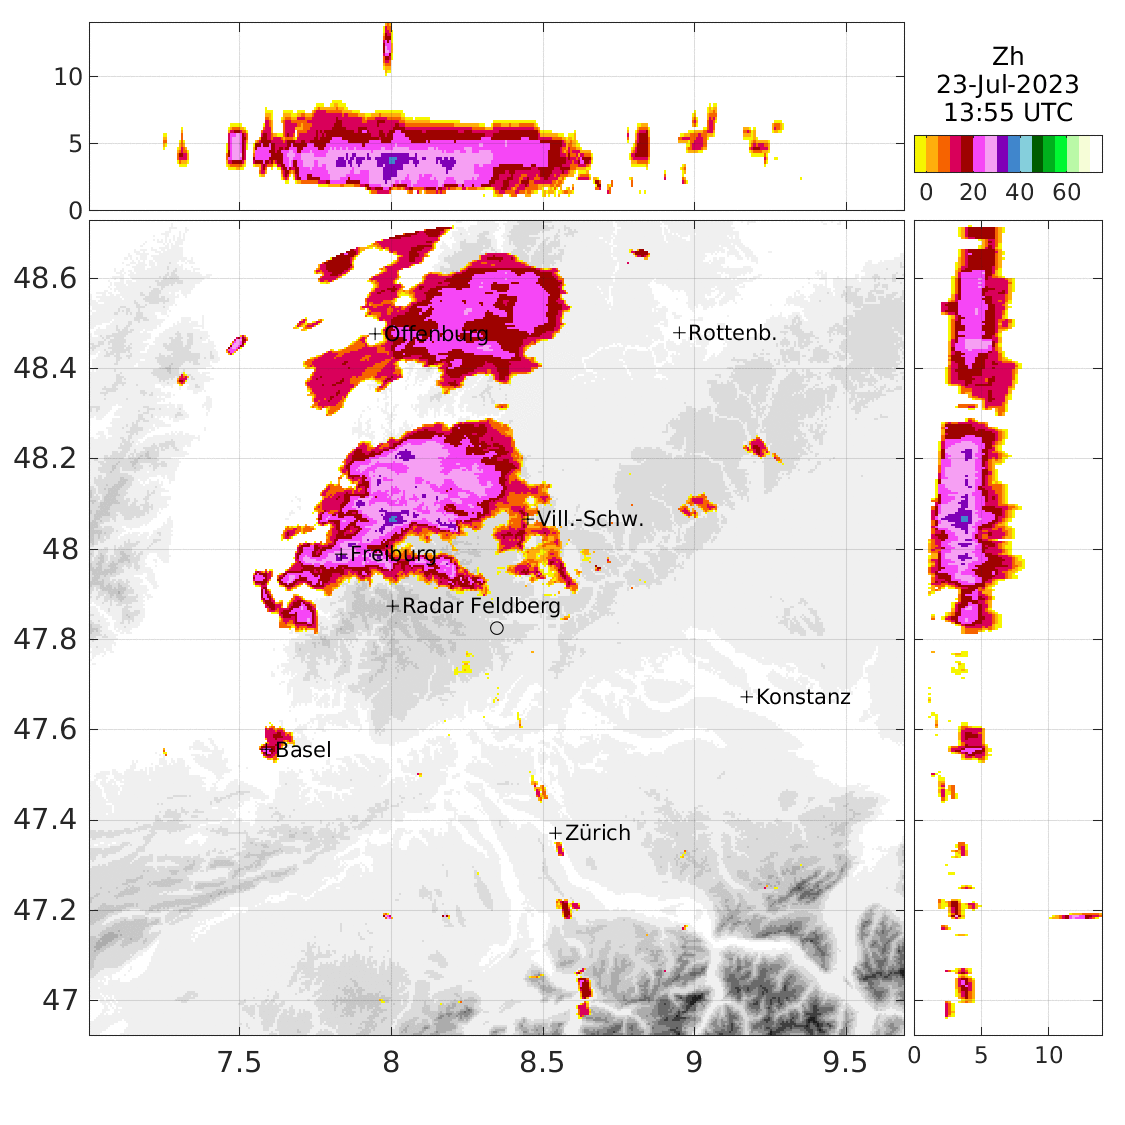 10
5
0
Zh
23-Jul-2023
13:55 UTC
0 20 40 60
48.6
48.4
48.2
48
47.8
47.6
47.4
47.2
47
Offenburg
Rottenb.
Vill.-Schw.
Freiburg
Radar Feldberg
Konstanz
Basel
Zürich
7.5 8 8.5 9 9.5
0 5 10